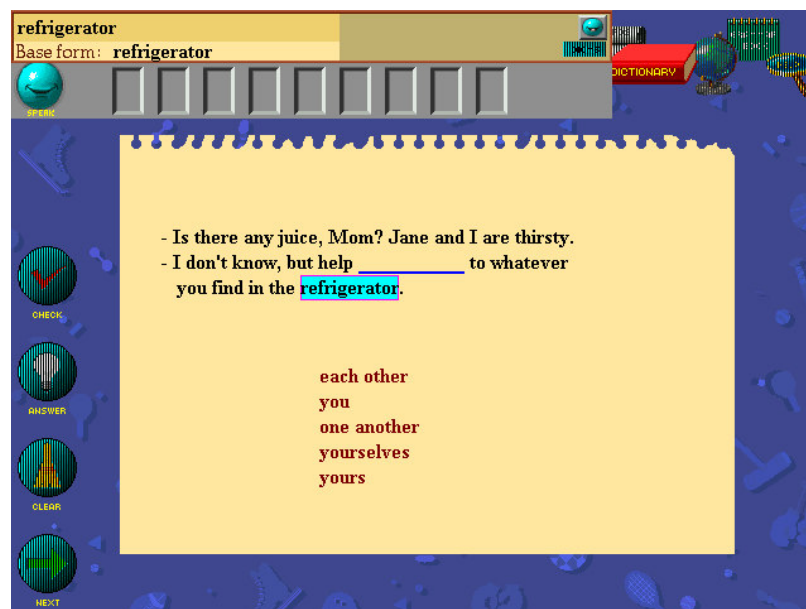 refrigerator
Base form: refrigerator
DICTIONARY
SPEAK
- Is there any juice, Mom? Jane and I are thirsty.
- I don't know, but help __________ to whatever
you find in the refrigerator.
each other
you
one another
yourselves
yours
CHECK
ANSWER
CLEAR
NEXT